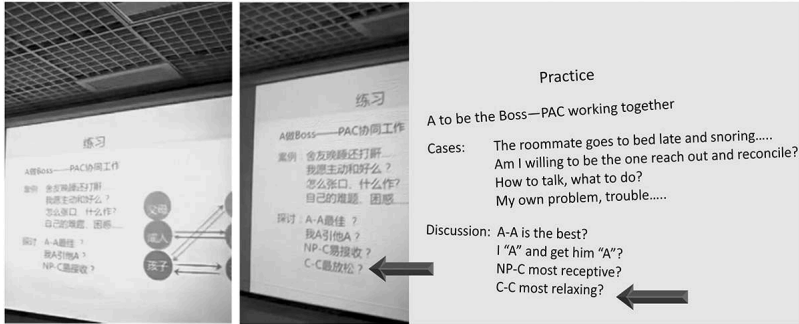 练习
A做Boss——PAC协同工作
案例：舍友晚睡还打鼾……
我愿主动和好么？
怎么张口、什么作？
自己的难题、困惑……
探讨：A-A最佳 ？
我A引他A？
NP-C易接收？
父母
成人
孩子
练习
A做Boss——PAC协同工作
案例：舍友晚睡还打鼾……
我愿主动和好么？
怎么张口、什么作？
自己的难题、困惑……
探讨：A-A最佳 ？
我A引他A？
NP-C易接收？
C-C最放松？
Practice
A to be the Boss—PAC working together
Cases: The roommate goes to bed late and snoring…..
Am I willing to be the one reach out and reconcile?
How to talk, what to do?
My own problem, trouble…..
Discussion: A-A is the best?
I “A” and get him “A”?
NP-C most receptive?
C-C most relaxing?